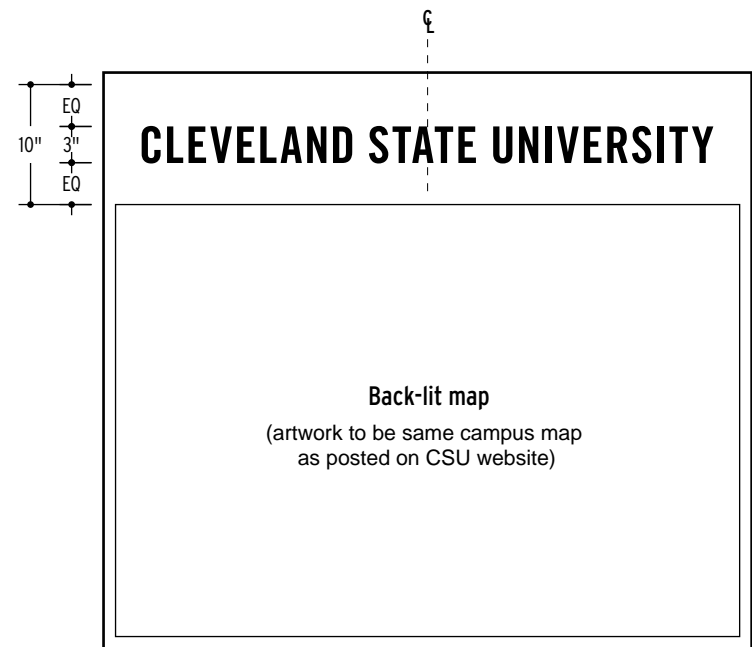 ℄
EQ
10" 3"
EQ
CLEVELAND STATE UNIVERSITY
Back-lit map
(artwork to be same campus map
as posted on CSU website)